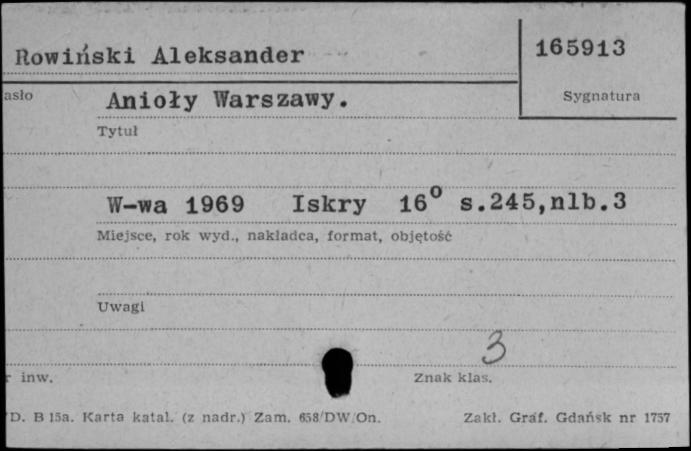 Rowiński Aleksander
165913
asło
Anioły Warszawy.
Sygnatura
Tytuł
W-wa 1969 Iskry 16° s.245,nlb.3
Miejsce, rok wyd., nakładca, format, objętość
Uwagi
3
r inw.
Znak klas.
D. B 15a. Karta katal. (z nadr.) Zam. 658/DW/On.
Zakł. Graf. Gdańsk nr 1757